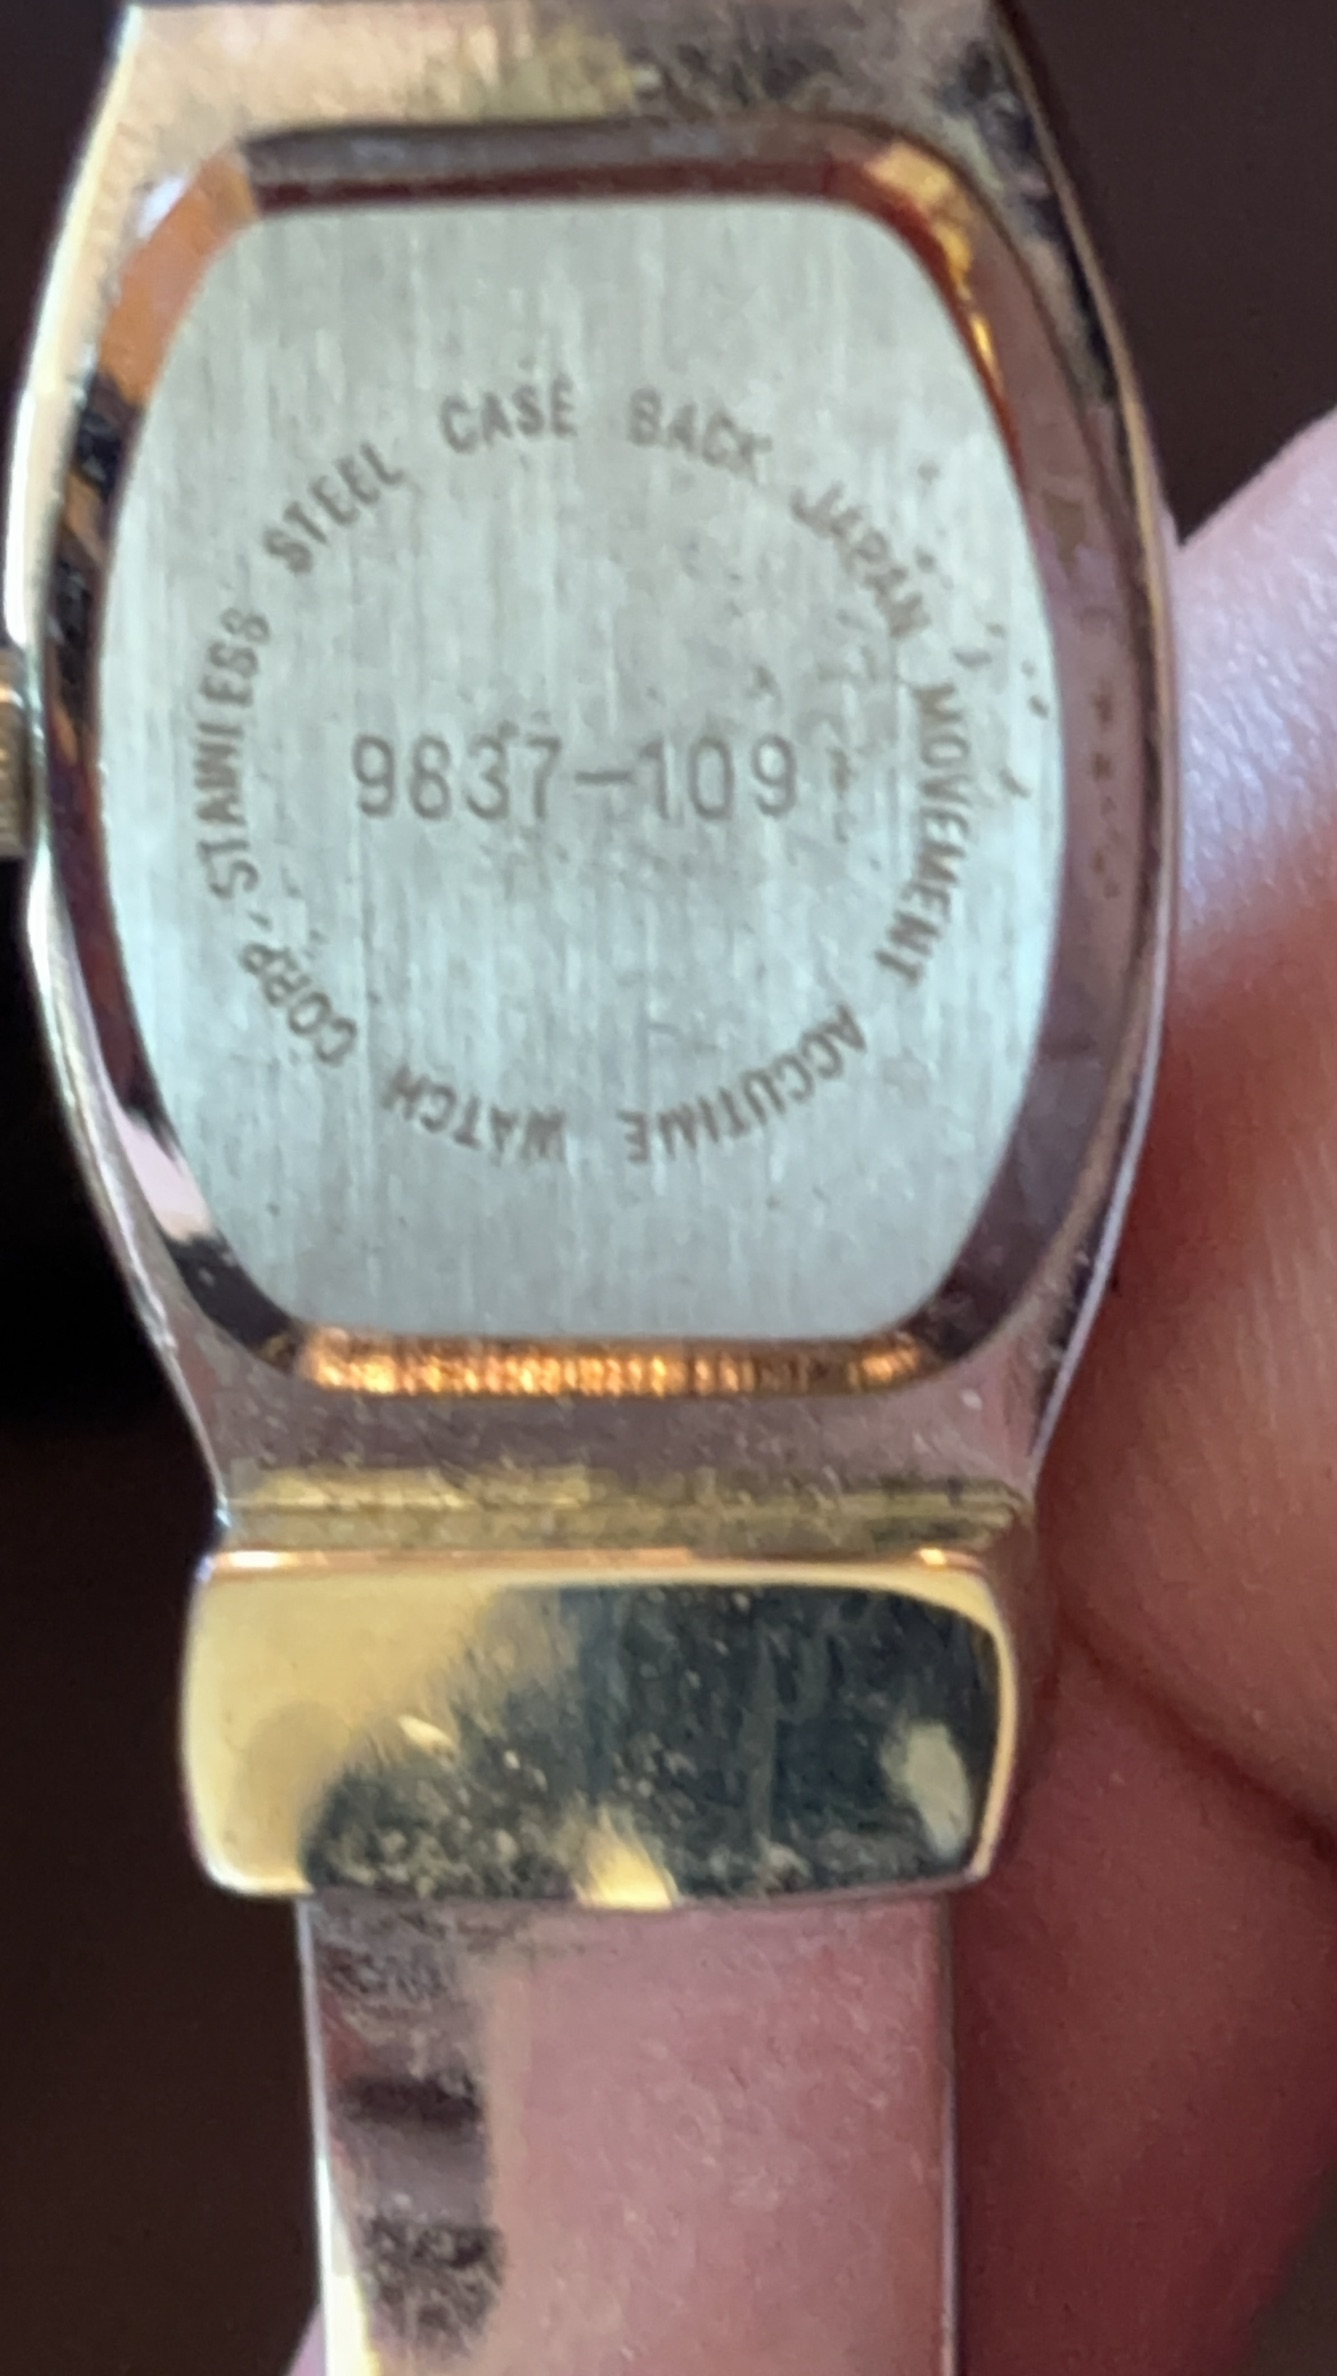 STAINLESS STEEL CASE BACK JAPAN MOVEMENT ACCUTIME WATCH CORP.
9837-109